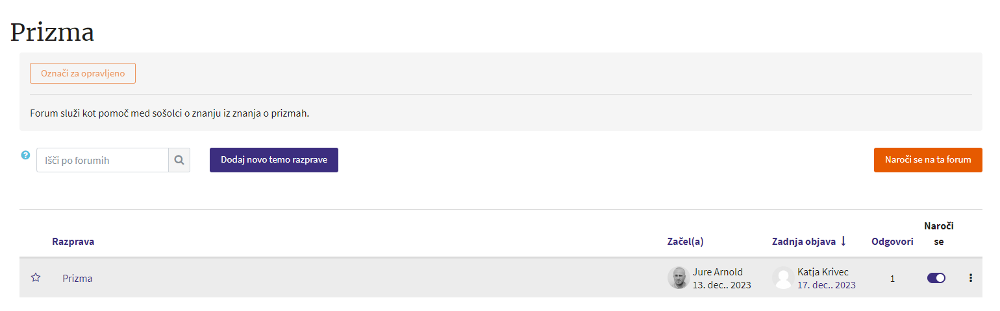 Prizma
Označi za opravljeno
Forum služi kot pomoč med sošolci o znanju iz znanja o prizmah.
Išči po forumih
Dodaj novo temo razprave
Naroči se na ta forum
Razprava
Začel(a)
Zadnja objava ↓
Odgovori
Naroči
se
Prizma
Jure Arnold
13. dec.. 2023
Katja Krivec
17. dec.. 2023
1